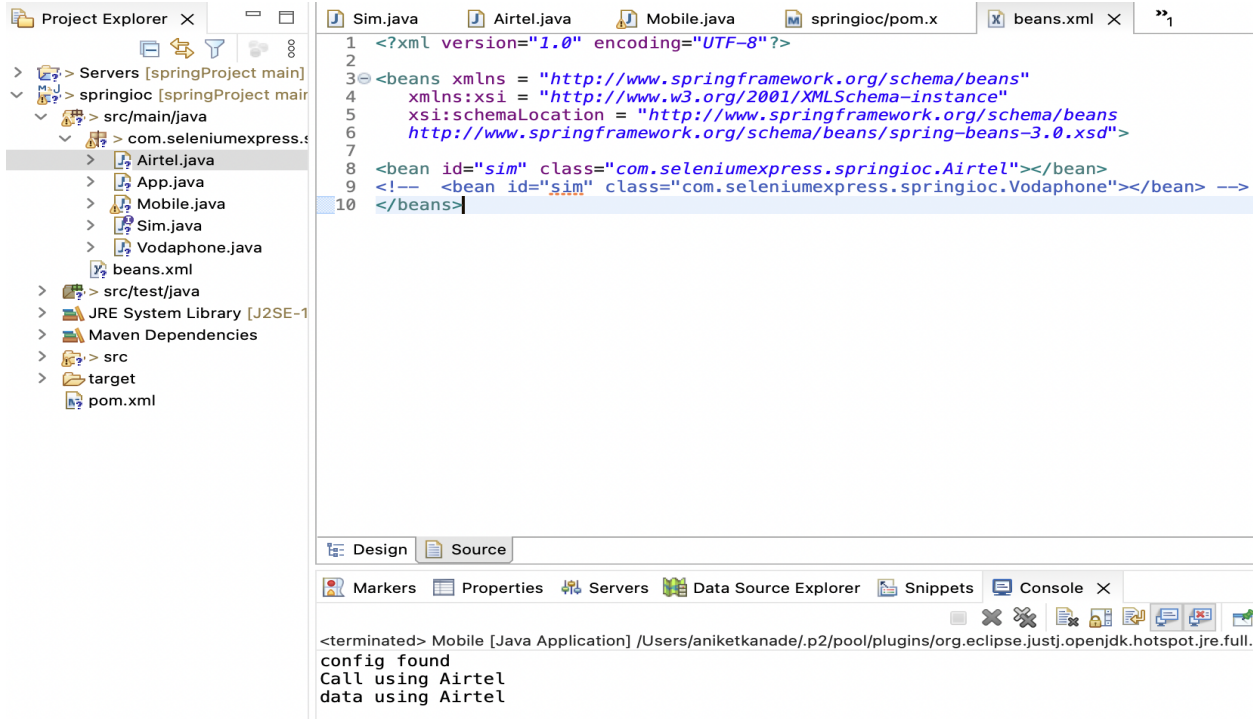 Project Explorer
Servers [springProject main]
springioc [springProject mair
src/main/java
com.seleniumexpress.s
Airtel.java
App.java
Mobile.java
Sim.java
Vodaphone.java
beans.xml
src/test/java
JRE System Library [J2SE-1
Maven Dependencies
src
target
pom.xml
Sim.java Airtel.java Mobile.java springioc/pom.x beans.xml 1
1 <?xml version="1.0" encoding="UTF-8"?>
2
3 <beans xmlns = "http://www.springframework.org/schema/beans"
4 xmlns:xsi = "http://www.w3.org/2001/XMLSchema-instance"
5 xsi:schemaLocation = "http://www.springframework.org/schema/beans
6 http://www.springframework.org/schema/beans/spring-beans-3.0.xsd">
7
8 <bean id="sim" class="com.seleniumexpress.springioc.Airtel"></bean>
9 <!-- <bean id="sim" class="com.seleniumexpress.springioc.Vodaphone"></bean> -->
10 </beans>
Design Source
Markers Properties Servers Data Source Explorer Snippets Console
<terminated> Mobile [Java Application] /Users/aniketkanade/.p2/pool/plugins/org.eclipse.justj.openjdk.hotspot.jre.full.
config found
Call using Airtel
data using Airtel